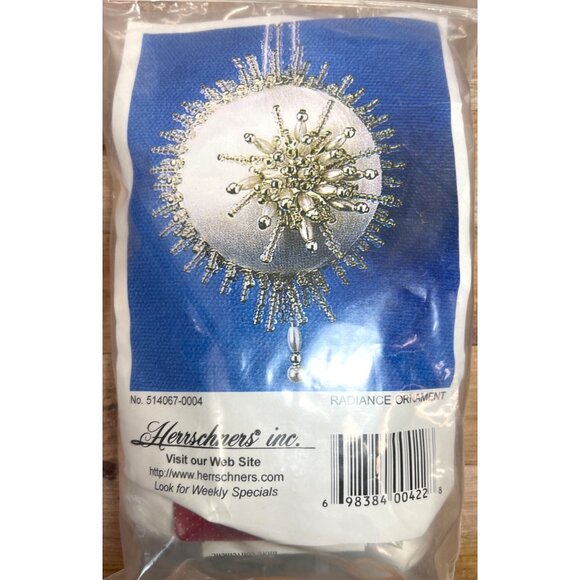 No. 514067-0004
RADIANCE ORNAMENT
Herrschners® inc.
Visit our Web Site
http://www.herrschners.com
Look for Weekly Specials
6 98384 00422 8